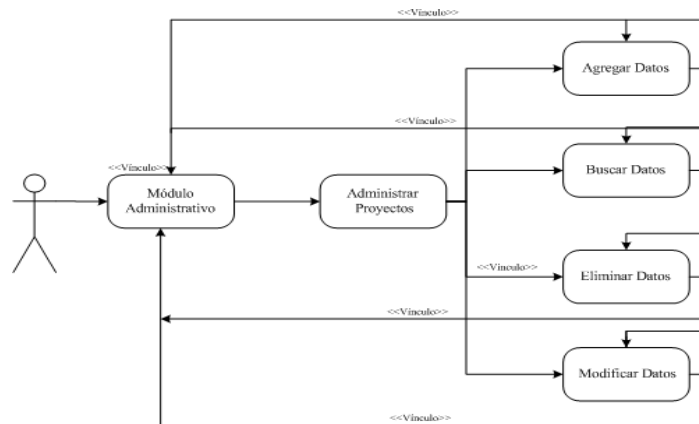 <<Vínculo>>
Agregar Datos
<<Vínculo>>
<<Vínculo>>
Buscar Datos
Módulo
Administrativo
Administrar
Proyectos
<<Vínculo>>
Eliminar Datos
<<Vínculo>>
Modificar Datos
<<Vínculo>>